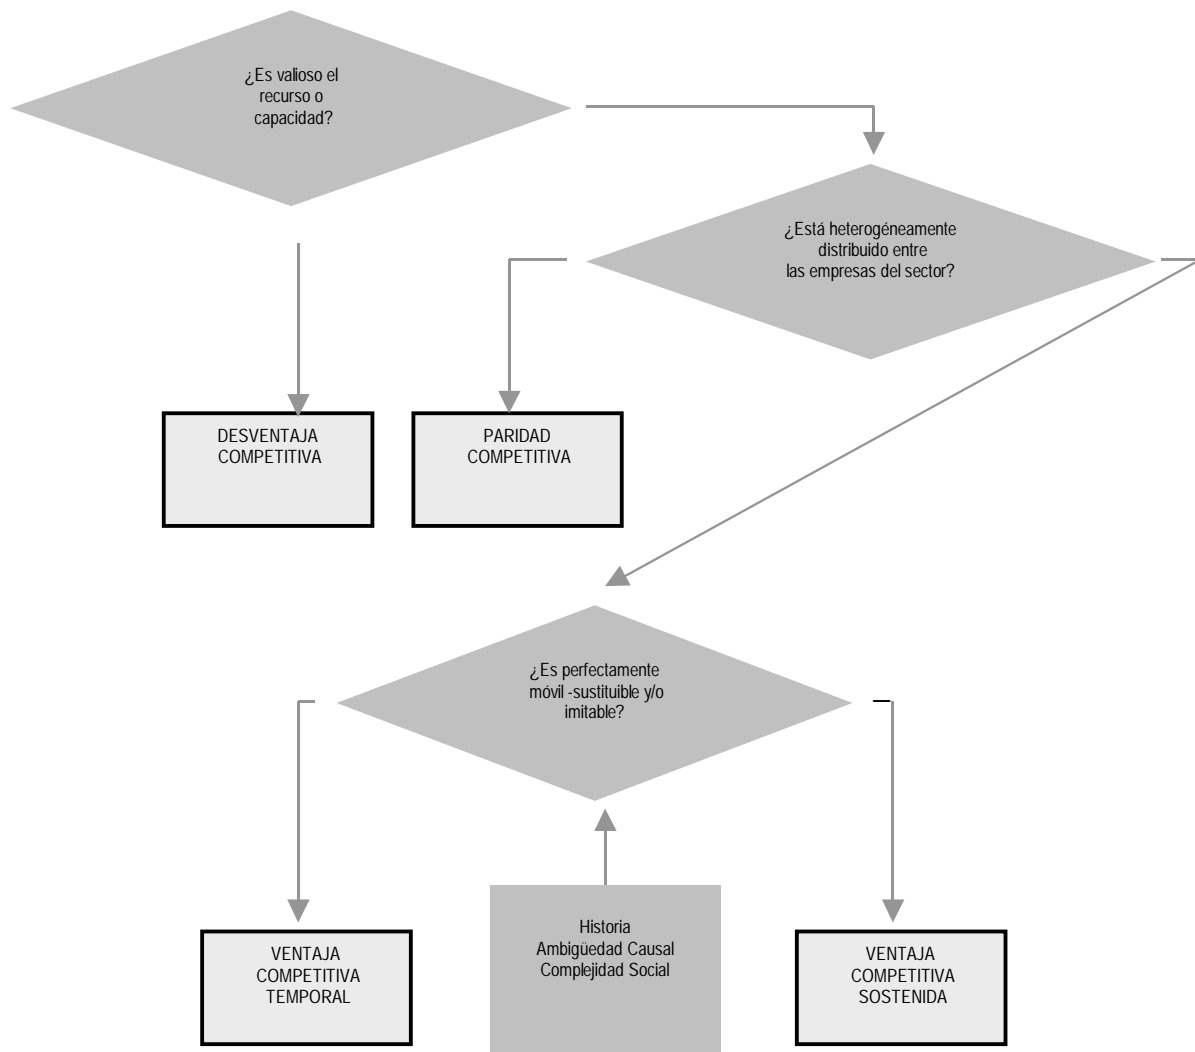 ¿Es valioso el
recurso o
capacidad?
¿Está heterogéneamente
distribuido entre
las empresas del sector?
DESVENTAJA
COMPETITIVA
PARIDAD
COMPETITIVA
¿Es perfectamente
móvil -sustituible y/o
imitable?
VENTAJA
COMPETITIVA
TEMPORAL
Historia
Ambigüedad Causal
Complejidad Social
VENTAJA
COMPETITIVA
SOSTENIDA